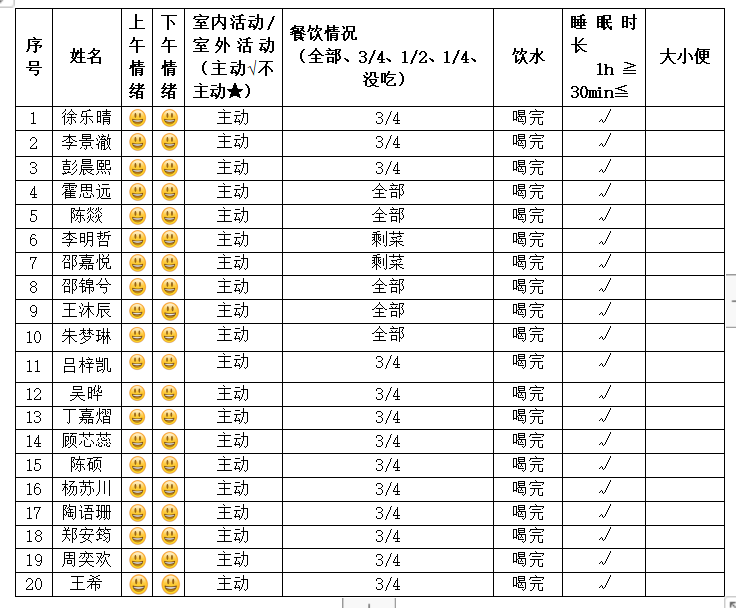 序号 姓名 上午情绪 下午情绪 室内活动/室外活动（主动√不主动★） 餐饮情况（全部、3/4、1/2、1/4、没吃） 饮水 睡眠时长 1h≧ 30min≦ 大小便
1 徐乐晴 😃 😃 主动 3/4 喝完 √
2 李景澈 😃 😃 主动 3/4 喝完 √
3 彭晨熙 😃 😃 主动 3/4 喝完 √
4 霍思远 😃 😃 主动 全部 喝完 √
5 陈燚 😃 😃 主动 全部 喝完 √
6 李明哲 😃 😃 主动 剩菜 喝完 √
7 邵嘉悦 😃 😃 主动 剩菜 喝完 √
8 邵锦兮 😃 😃 主动 全部 喝完 √
9 王沐辰 😃 😃 主动 全部 喝完 √
10 朱梦琳 😃 😃 主动 全部 喝完 √
11 吕梓凯 😃 😃 主动 3/4 喝完 √
12 吴晔 😃 😃 主动 3/4 喝完 √
13 丁嘉熠 😃 😃 主动 3/4 喝完 √
14 顾芯蕊 😃 😃 主动 3/4 喝完 √
15 陈硕 😃 😃 主动 3/4 喝完 √
16 杨苏川 😃 😃 主动 3/4 喝完 √
17 陶语珊 😃 😃 主动 3/4 喝完 √
18 郑安筠 😃 😃 主动 3/4 喝完 √
19 周奕欢 😃 😃 主动 3/4 喝完 √
20 王希 😃 😃 主动 3/4 喝完 √